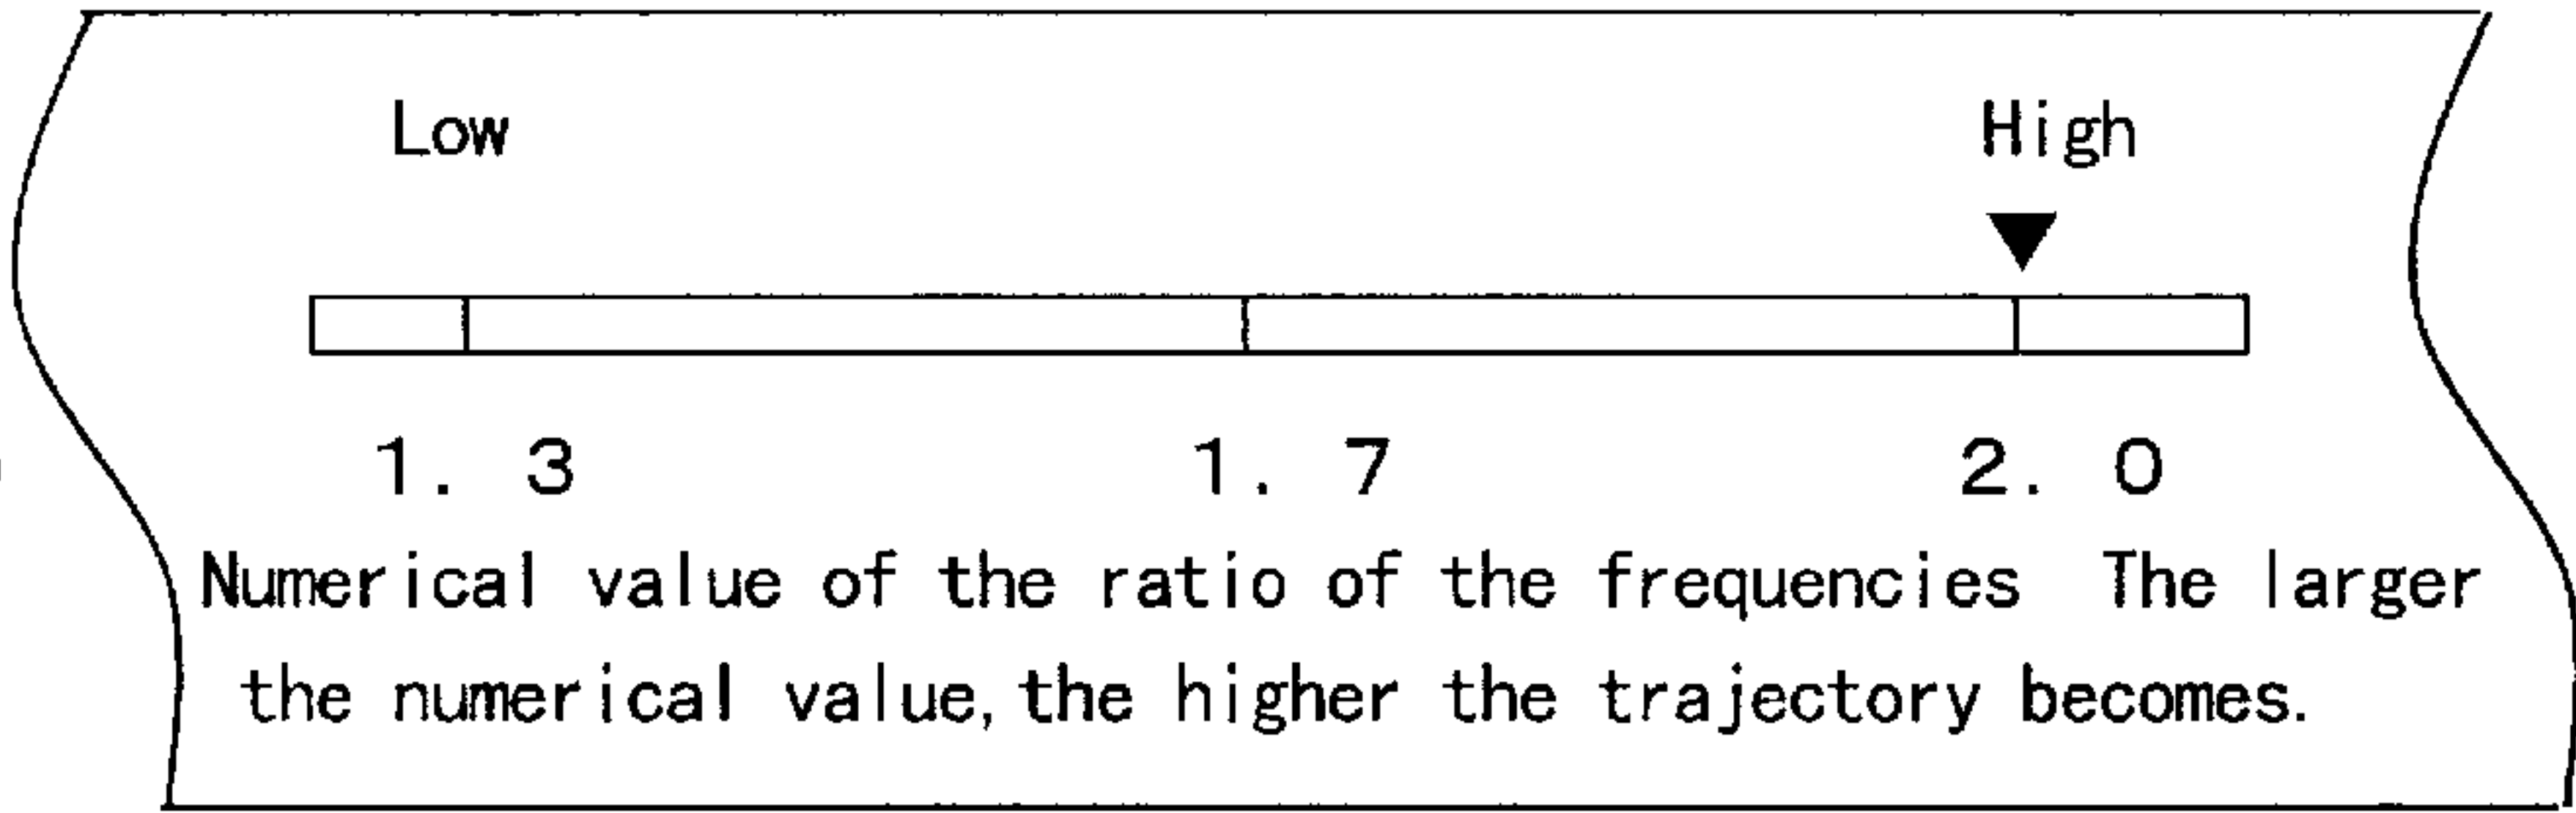 Low High
1. 3 1. 7 2. 0
Numerical value of the ratio of the frequencies The larger
the numerical value, the higher the trajectory becomes.